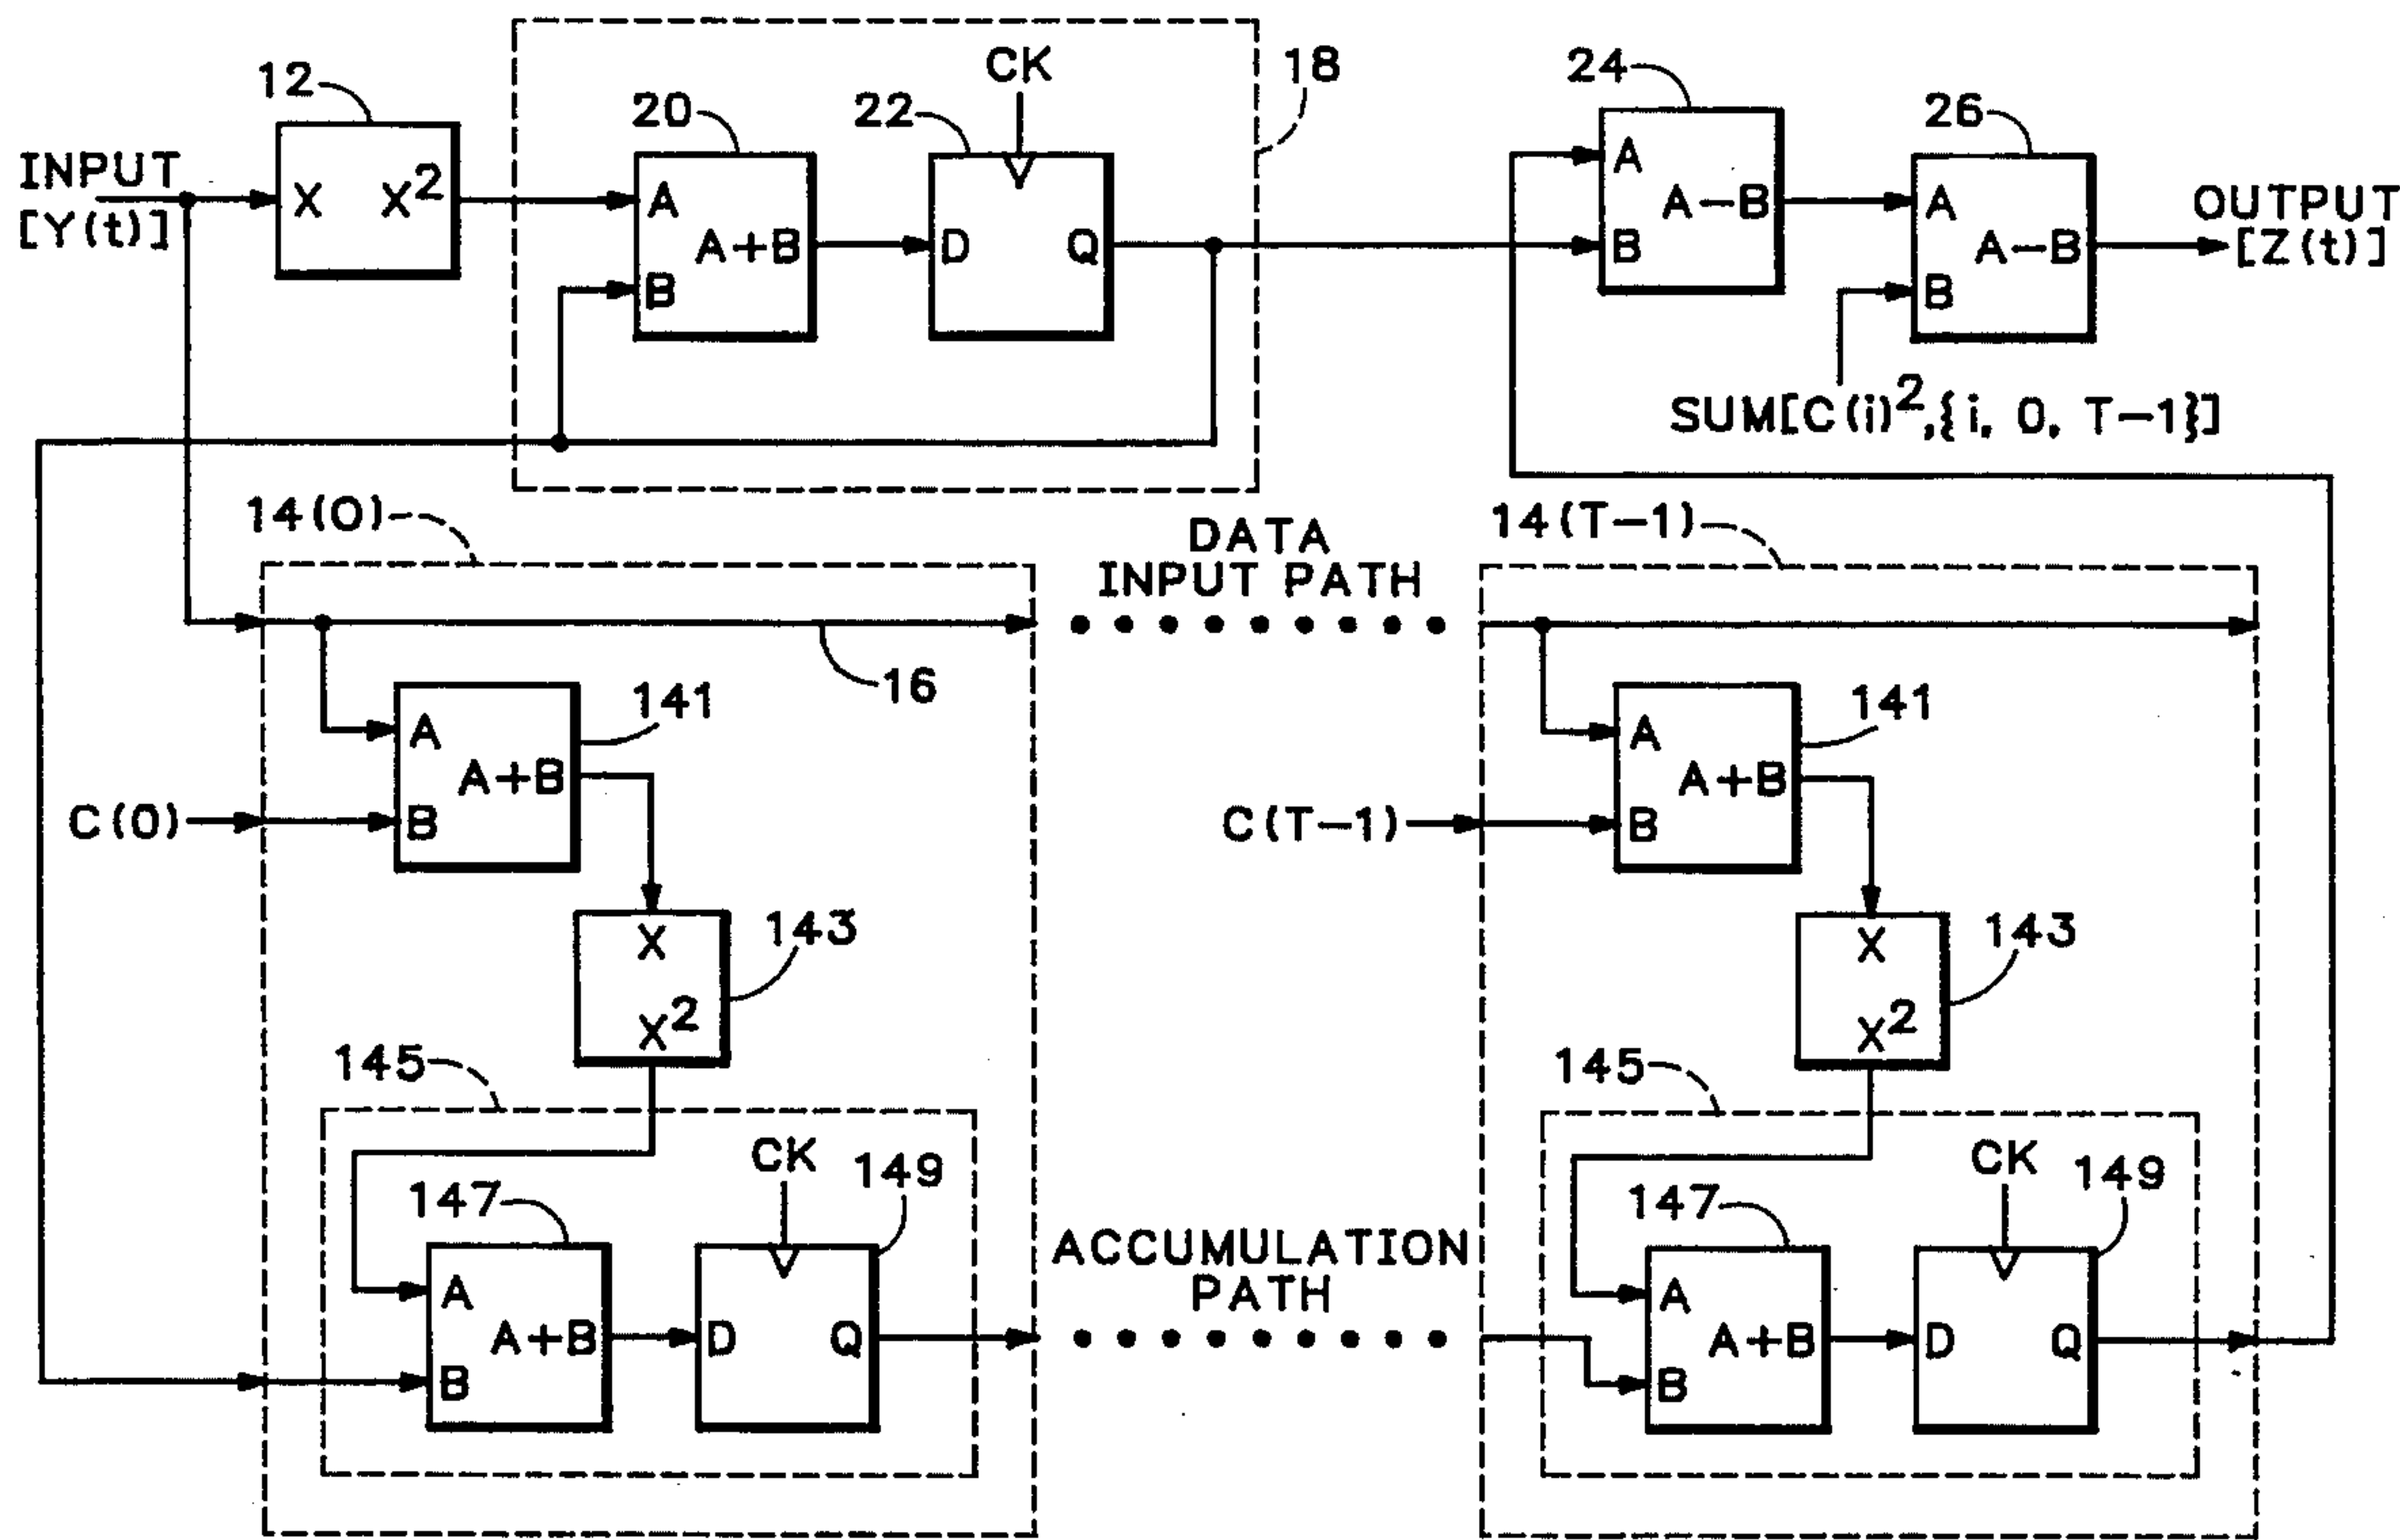 12
INPUT
[Y(t)]
X X²
18
20
A
A+B
B
22
CK
D Q
24
A
A-B
B
26
A
A-B
B
OUTPUT
[Z(t)]
SUM[C(i)²,{i, 0, T-1}]
14(0)
DATA
INPUT PATH
14(T-1)
16
141
A
A+B
B
C(0)
143
X
X²
145
147
A
A+B
B
CK
149
D Q
ACCUMULATION
PATH
141
A
A+B
B
C(T-1)
143
X
X²
145
147
A
A+B
B
CK
149
D Q